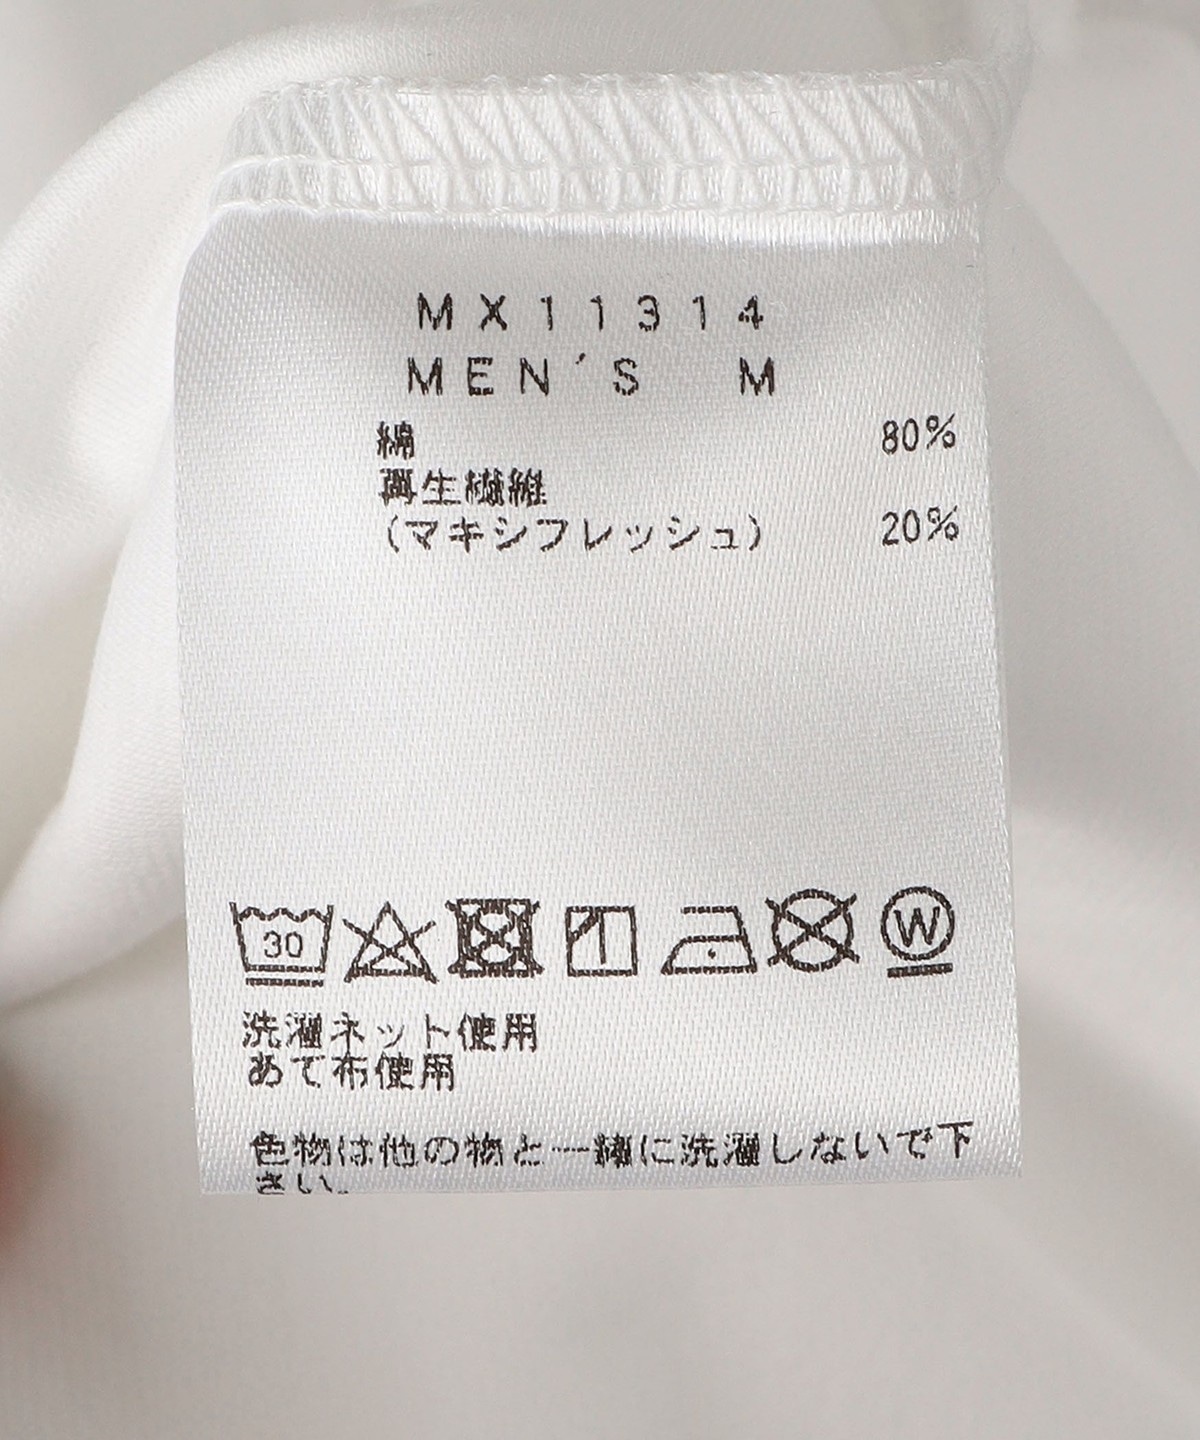 MX11314
MEN'S M
綿 80%
再生繊維
(マキシフレッシュ) 20%
30 W
洗濯ネット使用
あて布使用
色物は他の物と一緒に洗濯しないで下
さい。